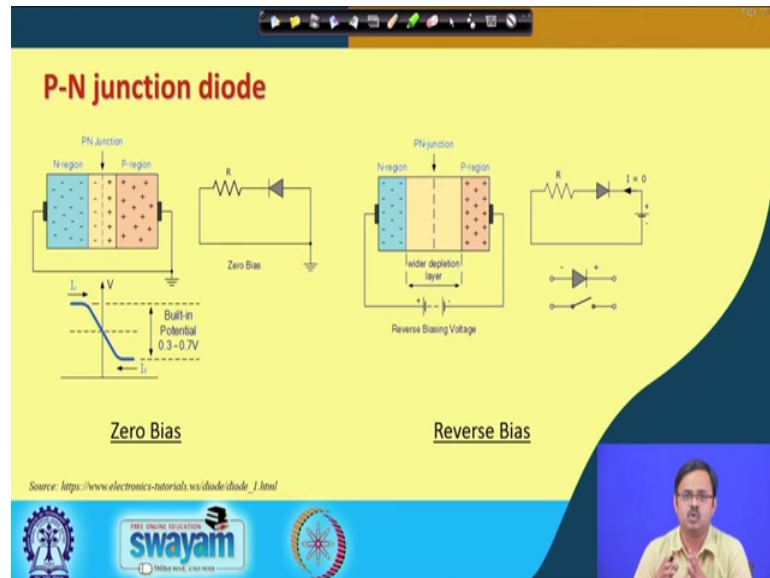 P-N junction diode
PN Junction
N-region
P-region
R
Zero Bias
V
Built-in
Potential
0.3 - 0.7V
Zero Bias
PN-junction
N-region
P-region
wider depletion
layer
+ -
Reverse Biasing Voltage
R
I = 0
+
-
- +
Reverse Bias
Source: https://www.electronics-tutorials.ws/diode/diode_1.html
FREE ONLINE EDUCATION
swayam